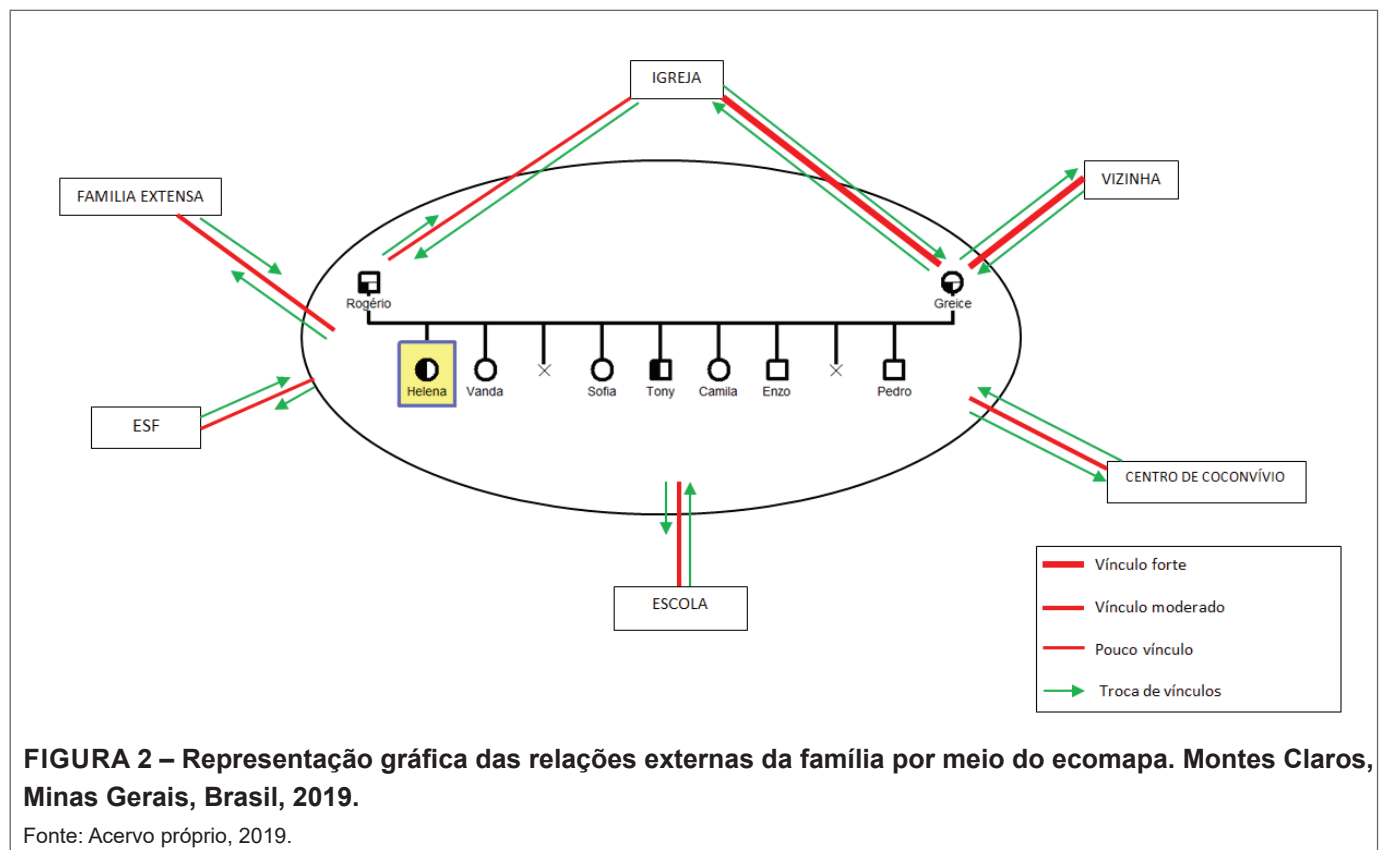 IGREJA
FAMILIA EXTENSA
VIZINHA
Rogério
Greice
Helena
Vanda
Sofia
Tony
Camila
Enzo
Pedro
ESF
CENTRO DE COCONVÍVIO
ESCOLA
Vínculo forte
Vínculo moderado
Pouco vínculo
Troca de vínculos
FIGURA 2 – Representação gráfica das relações externas da família por meio do ecomapa. Montes Claros,
Minas Gerais, Brasil, 2019.
Fonte: Acervo próprio, 2019.